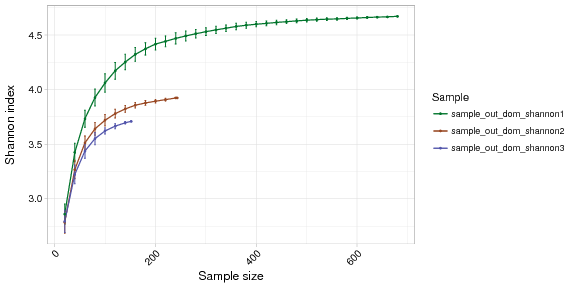 4.5
4.0
3.5
3.0
Shannon index
0
200
400
600
Sample size
Sample
sample_out_dom_shannon1
sample_out_dom_shannon2
sample_out_dom_shannon3